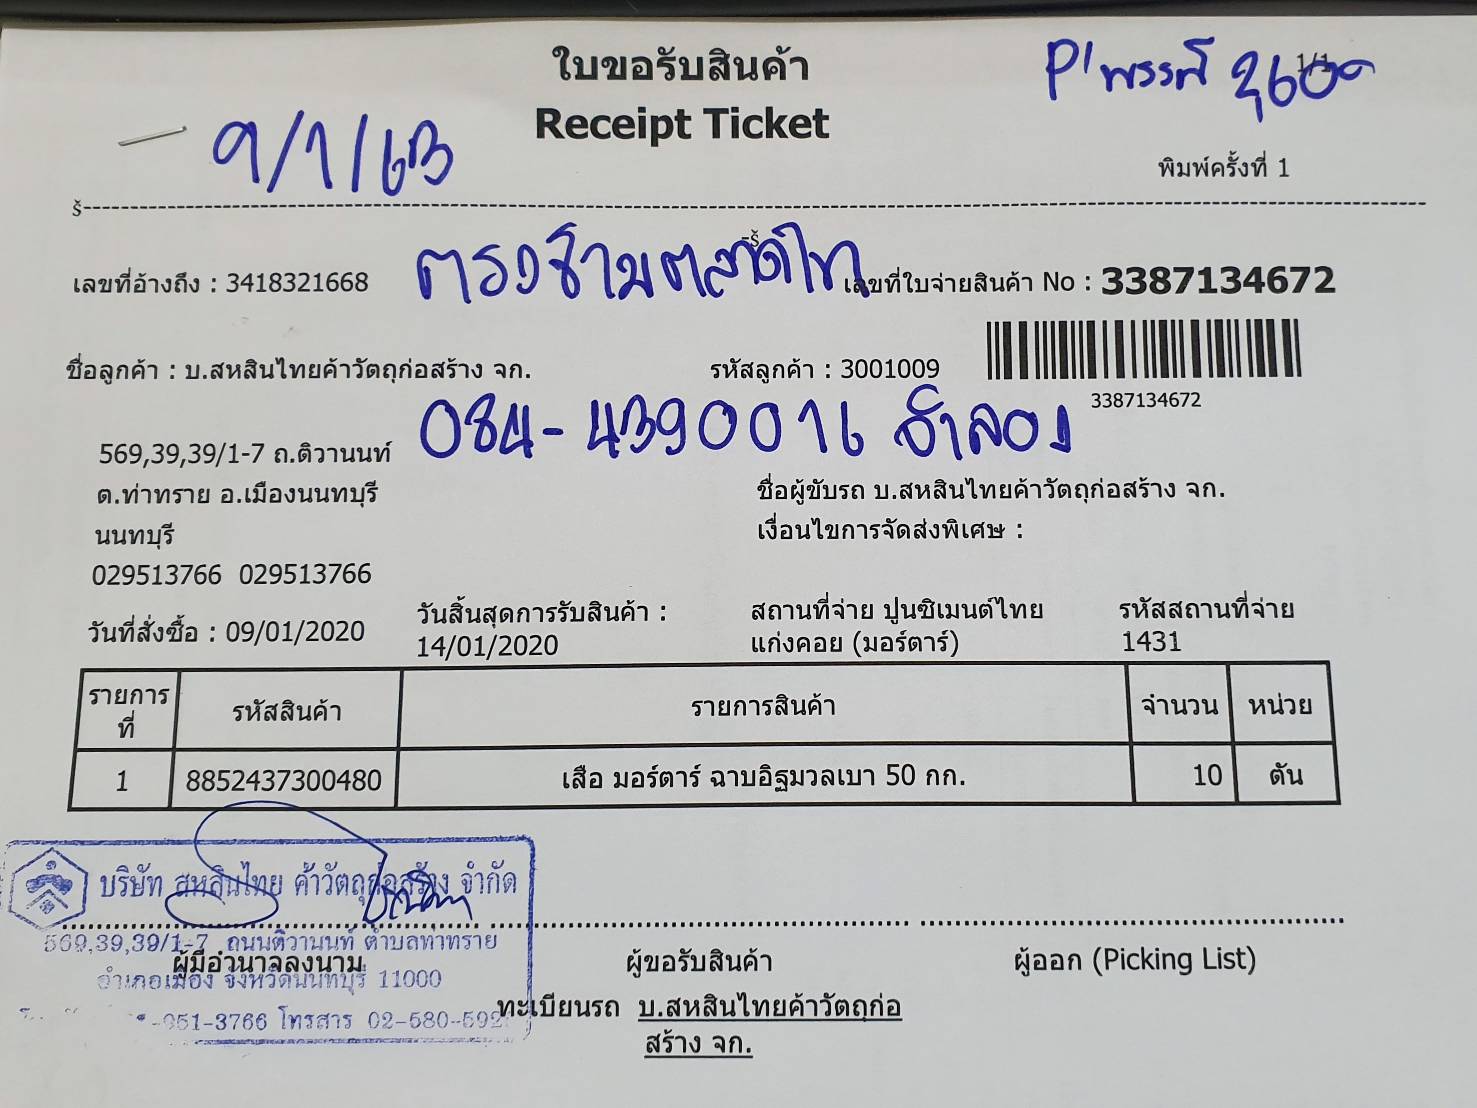 ใบขอรับสินค้า
Receipt Ticket
P'
1/1
9/1/63
พิมพ์ครั้งที่ 1
ตรงข้ามตลาดไท
เลขที่อ้างถึง : 3418321668
เลขที่ใบจ่ายสินค้า No : 3387134672
ชื่อลูกค้า : บ.สหสินไทยค้าวัตถุก่อสร้าง จก.
รหัสลูกค้า : 3001009
3387134672
084-4390016 จำลอง
569,39,39/1-7 ถ.ติวานนท์
ต.ท่าทราย อ.เมืองนนทบุรี
นนทบุรี
029513766 029513766
ชื่อผู้ขับรถ บ.สหสินไทยค้าวัตถุก่อสร้าง จก.
เงื่อนไขการจัดส่งพิเศษ :
วันที่สั่งซื้อ : 09/01/2020
วันสิ้นสุดการรับสินค้า :
14/01/2020
สถานที่จ่าย ปูนซิเมนต์ไทย
แก่งคอย (มอร์ตาร์)
รหัสสถานที่จ่าย
1431
รายการที่ รหัสสินค้า รายการสินค้า จำนวน หน่วย
1 8852437300480 เสือ มอร์ตาร์ ฉาบอิฐมวลเบา 50 กก. 10 ตัน
บริษัท สหสินไทย ค้าวัตถุก่อสร้าง จำกัด
569,39,39/1-7 ถนนติวานนท์ ตำบลท่าทราย
อำเภอเมือง จังหวัดนนทบุรี 11000
-951-3766 โทรสาร 02-580-592
ผู้มีอำนาจลงนาม
ผู้ขอรับสินค้า
ผู้ออก (Picking List)
ทะเบียนรถ บ.สหสินไทยค้าวัตถุก่อ
สร้าง จก.